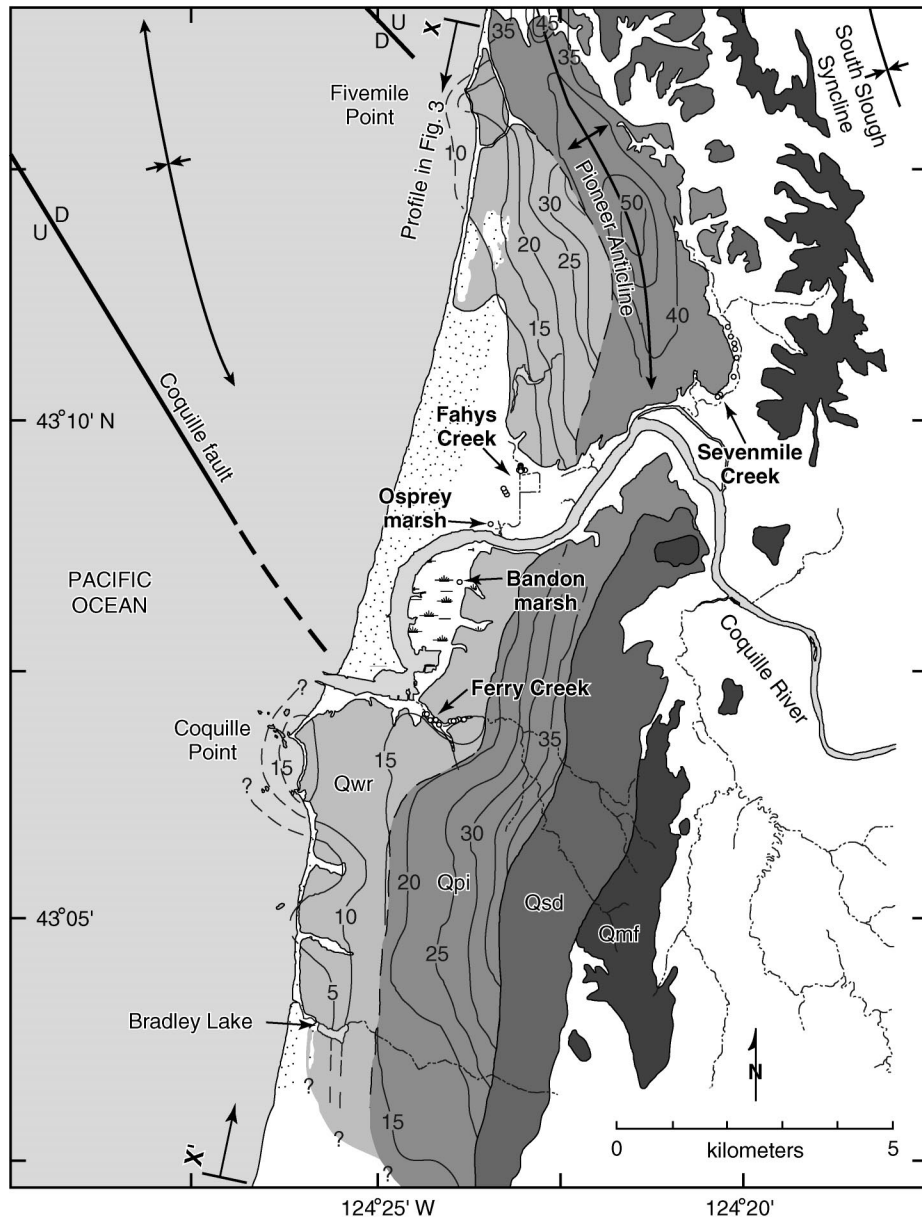 U
D
X
35
45
35
South Slough
Syncline
Fivemile
Point
10
Profile in Fig. 3
Pioneer Anticline
D
U
30
50
20
25
15
40
Coquille fault
43°10' N
Fahys
Creek
Sevenmile
Creek
Osprey
marsh
PACIFIC
OCEAN
Bandon
marsh
Coquille River
?
Ferry Creek
Coquille
Point
35
15
15
Qwr
?
30
20
Qpi
43°05'
Qsd
10
Qmf
25
5
Bradley Lake
N
?
15
?
X'
?
0
5
kilometers
124°25' W
124°20'